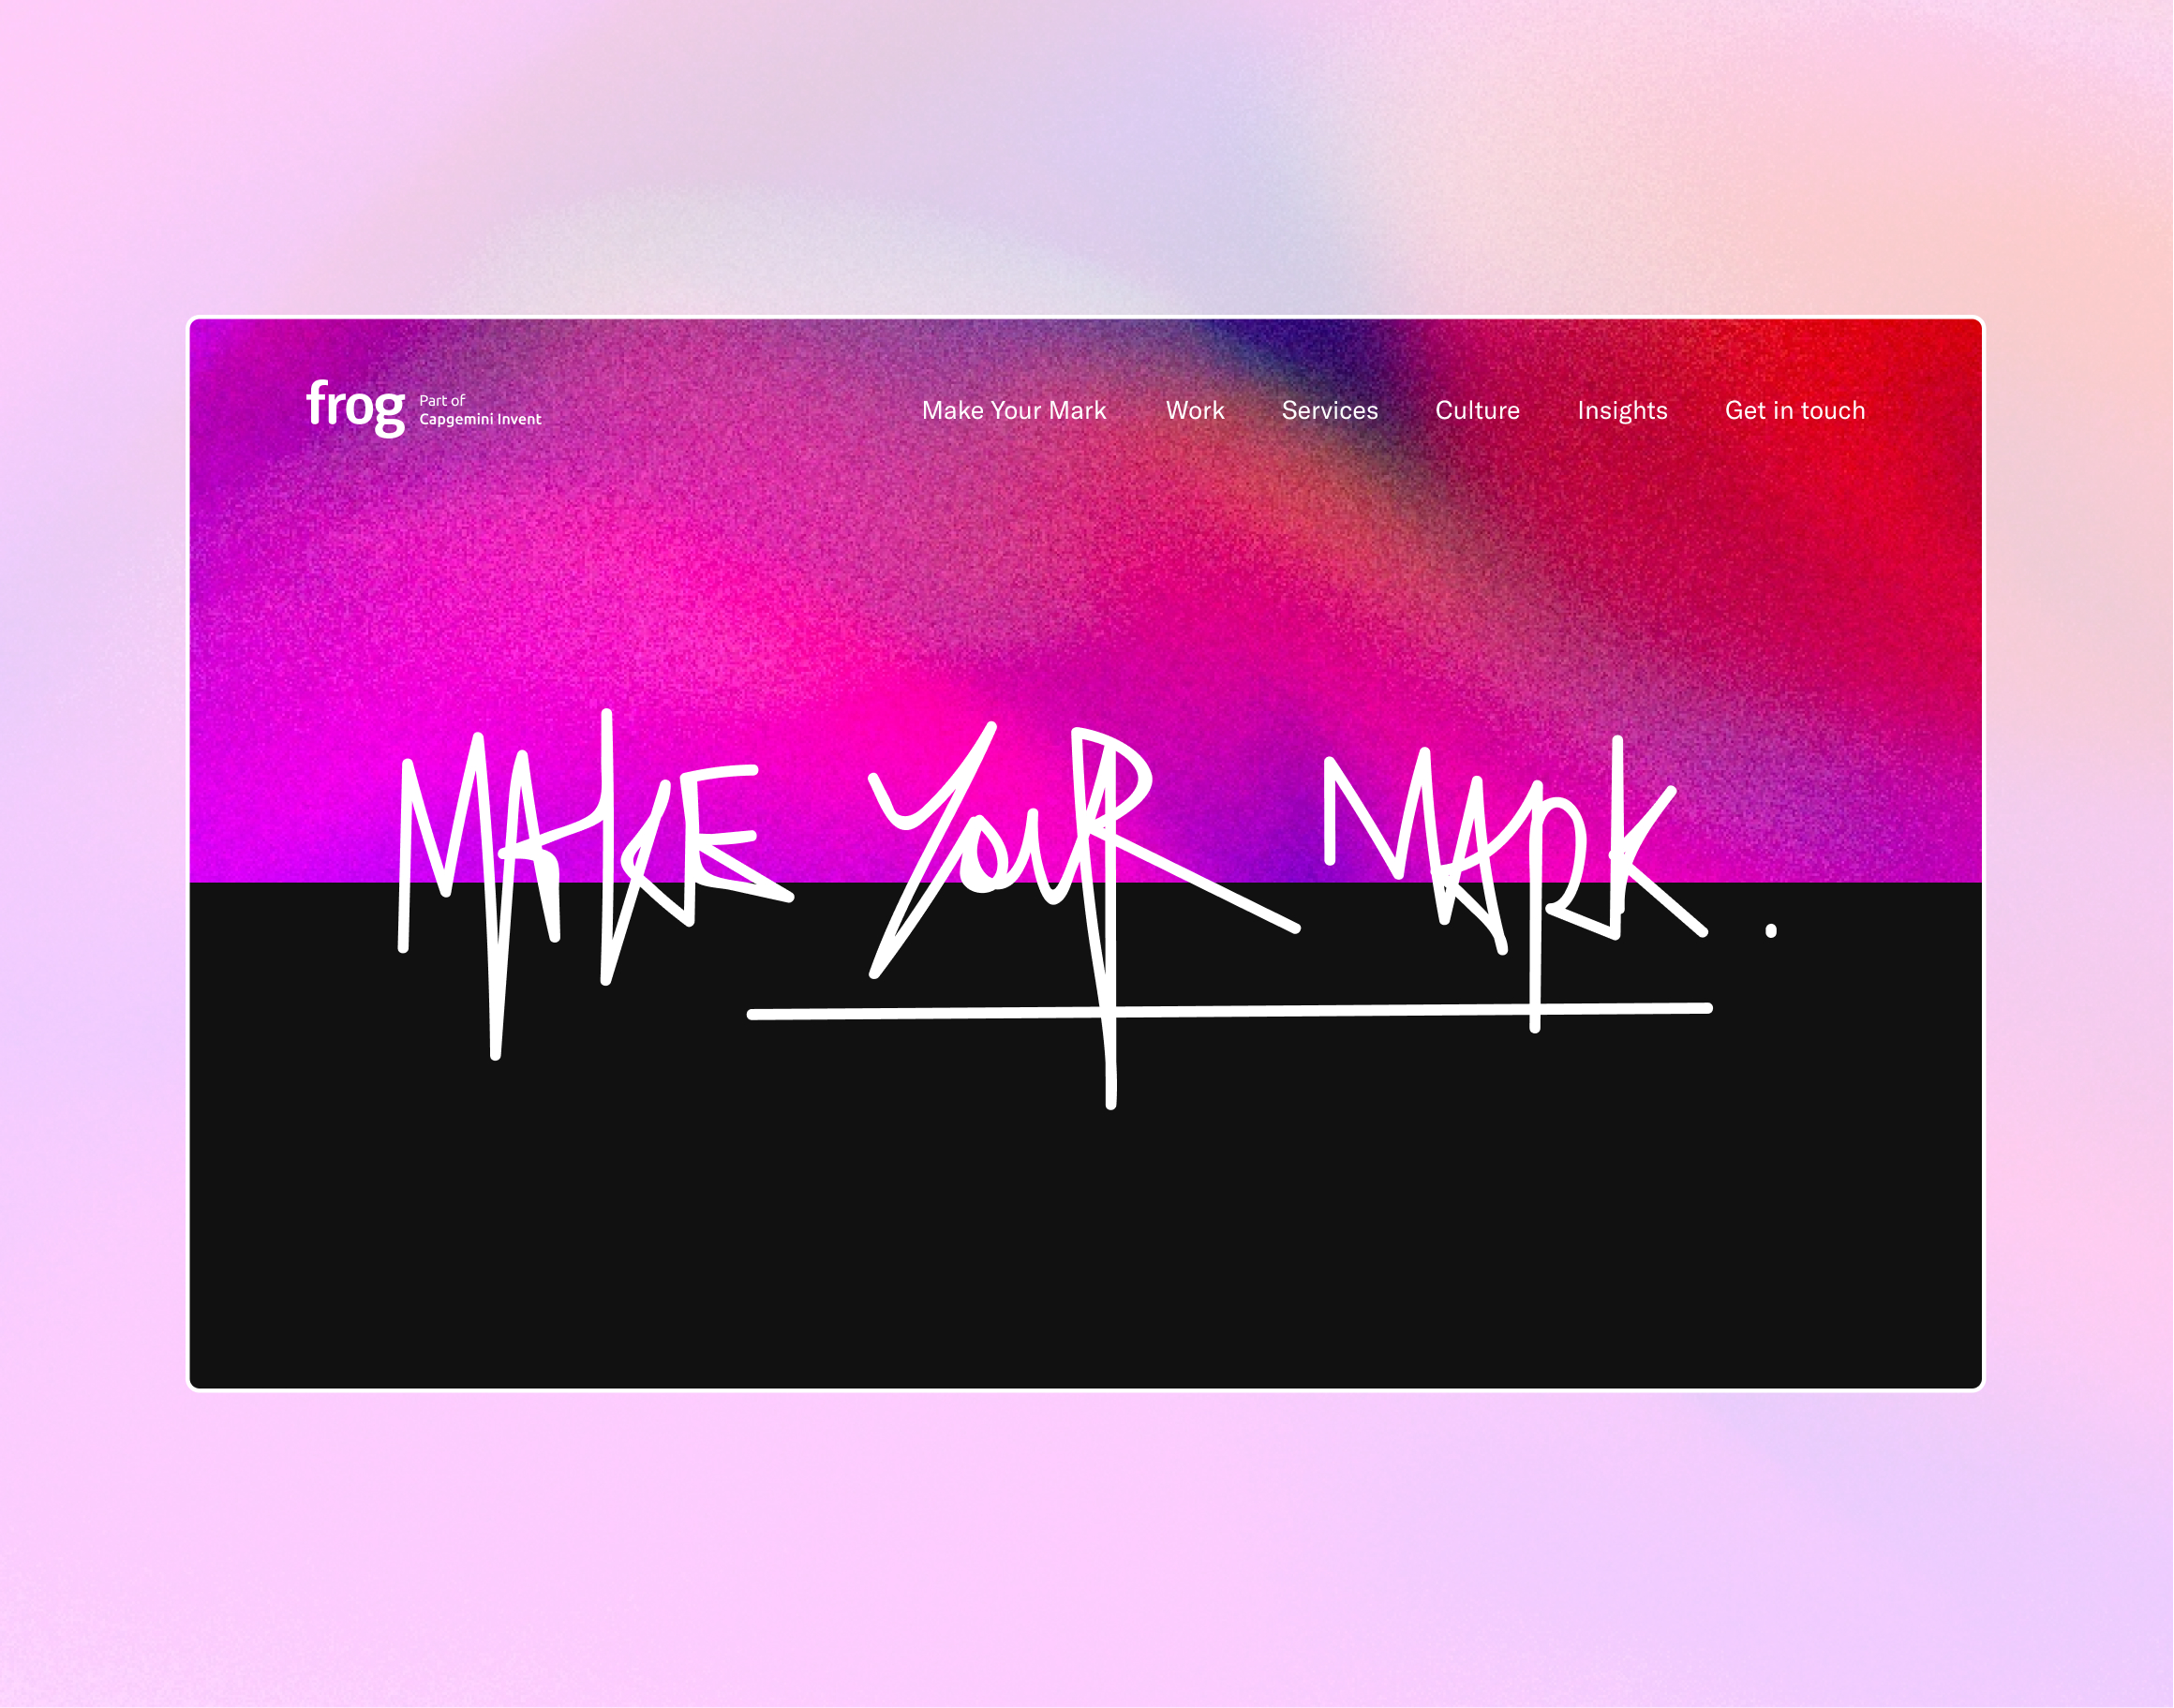 frog
Part of
Capgemini Invent
Make Your Mark Work Services Culture Insights Get in touch
MAKE YouR MARK.